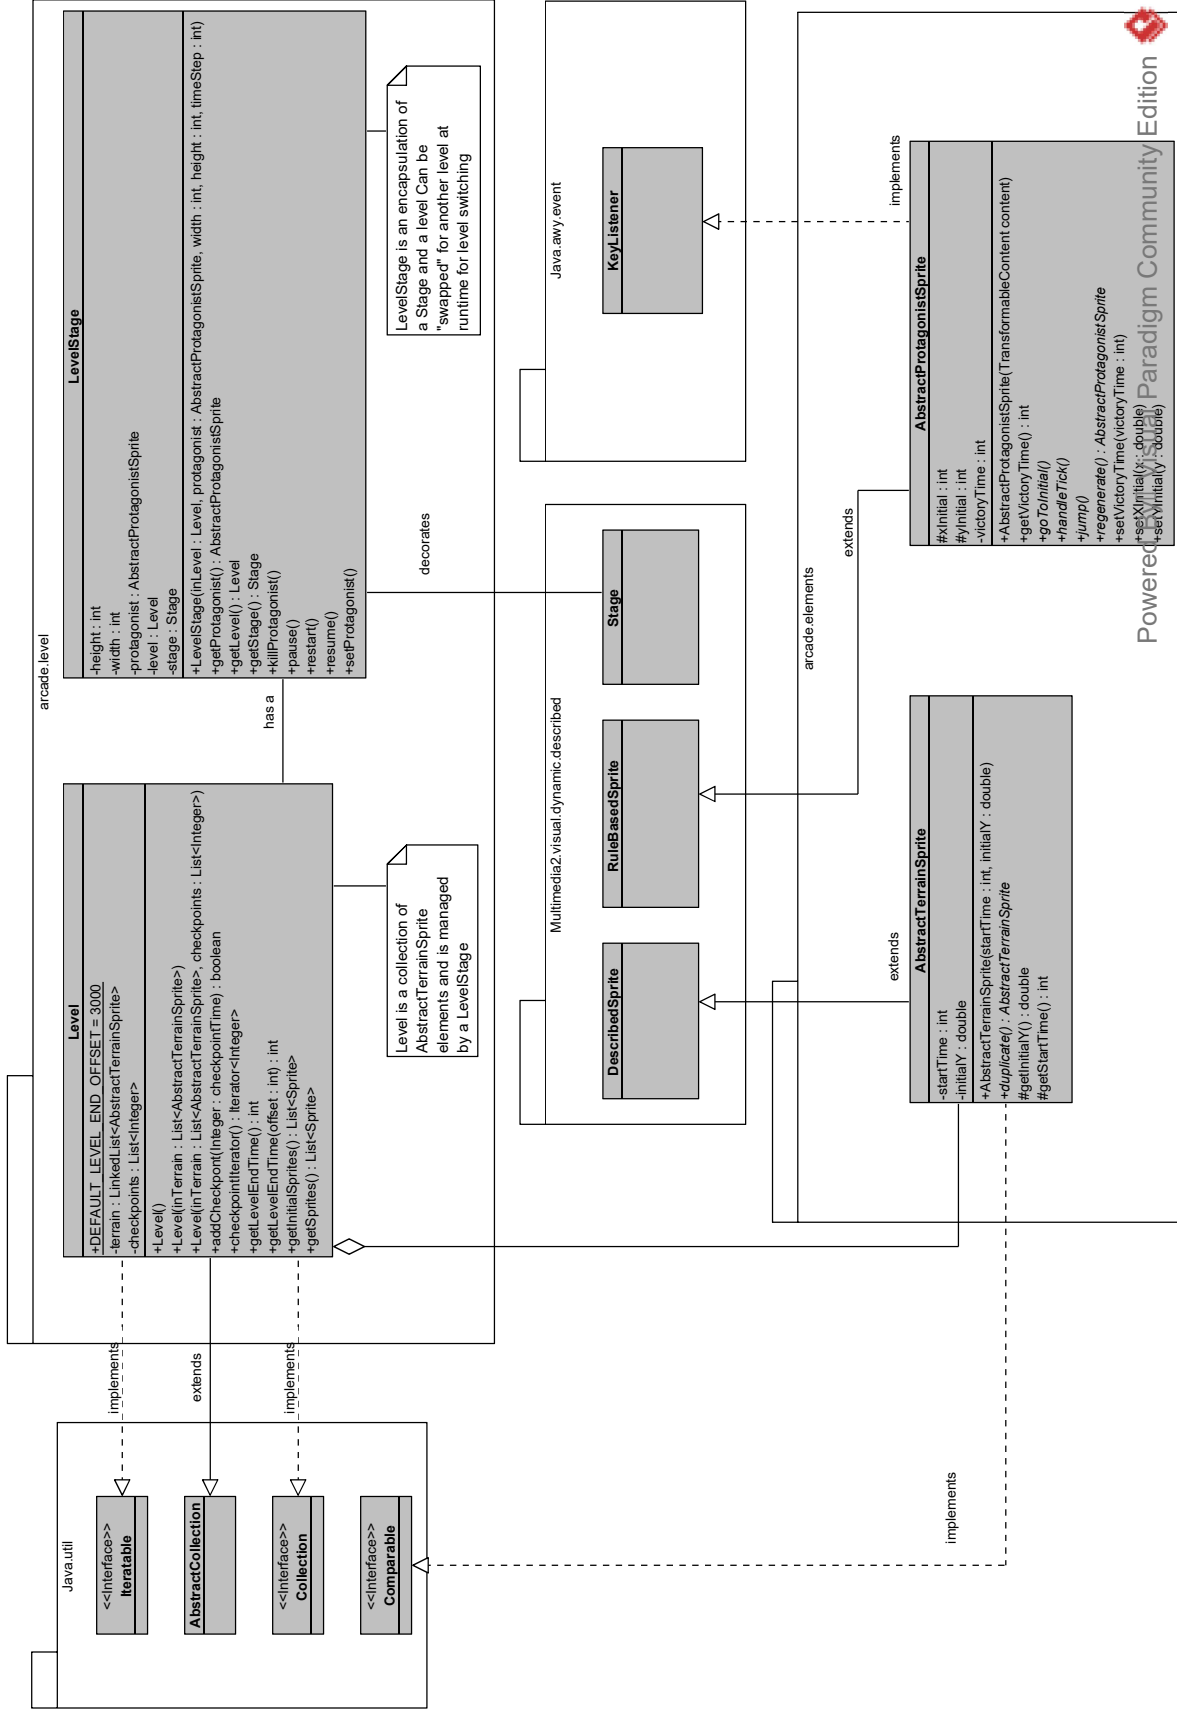 Java.util
<<Interface>>
Iteratable
AbstractCollection
<<Interface>>
Collection
<<Interface>>
Comparable
implements
extends
implements
implements
arcade.level
Level
+DEFAULT_LEVEL_END_OFFSET = 3000
-terrain : LinkedList<AbstractTerrainSprite>
-checkpoints : List<Integer>
+Level()
+Level(inTerrain : List<AbstractTerrainSprite>)
+Level(inTerrain : List<AbstractTerrainSprite>, checkpoints : List<Integer>)
+addCheckpont(Integer : checkpointTime) : boolean
+checkpointIterator() : Iterator<Integer>
+getLevelEndTime() : int
+getLevelEndTime(offset : int) : int
+getInitialSprites() : List<Sprite>
+getSprites() : List<Sprite>
Level is a collection of
AbstractTerrainSprite
elements and is managed
by a LevelStage
has a
LevelStage
-height : int
-width : int
-protagonist : AbstractProtagonistSprite
-level : Level
-stage : Stage
+LevelStage(inLevel : Level, protagonist : AbstractProtagonistSprite, width : int, height : int, timeStep : int)
+getProtagonist() : AbstractProtagonistSprite
+getLevel() : Level
+getStage() : Stage
+killProtagonist()
+pause()
+restart()
+resume()
+setProtagonist()
LevelStage is an encapsulation of
a Stage and a level Can be
"swapped" for another level at
runtime for level switching
decorates
Multimedia2.visual.dynamic.described
DescribedSprite
RuleBasedSprite
Stage
Java.awy.event
KeyListener
extends
extends
implements
arcade.elements
AbstractTerrainSprite
-startTime : int
-initialY : double
+AbstractTerrainSprite(startTime : int, initialY : double)
+duplicate() : AbstractTerrainSprite
#getInitialY() : double
#getStartTime() : int
AbstractProtagonistSprite
#xInitial : int
#yInitial : int
-victoryTime : int
+AbstractProtagonistSprite(TransformableContent content)
+getVictoryTime() : int
+goToInitial()
+handleTick()
+jump()
+regenerate() : AbstractProtagonistSprite
+setVictoryTime(victoryTime : int)
+setXInitial(x : double)
+setYInitial(y : double)
Powered By Visual Paradigm Community Edition